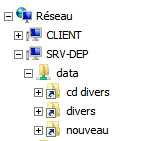 Réseau
CLIENT
SRV-DEP
data
cd divers
divers
nouveau